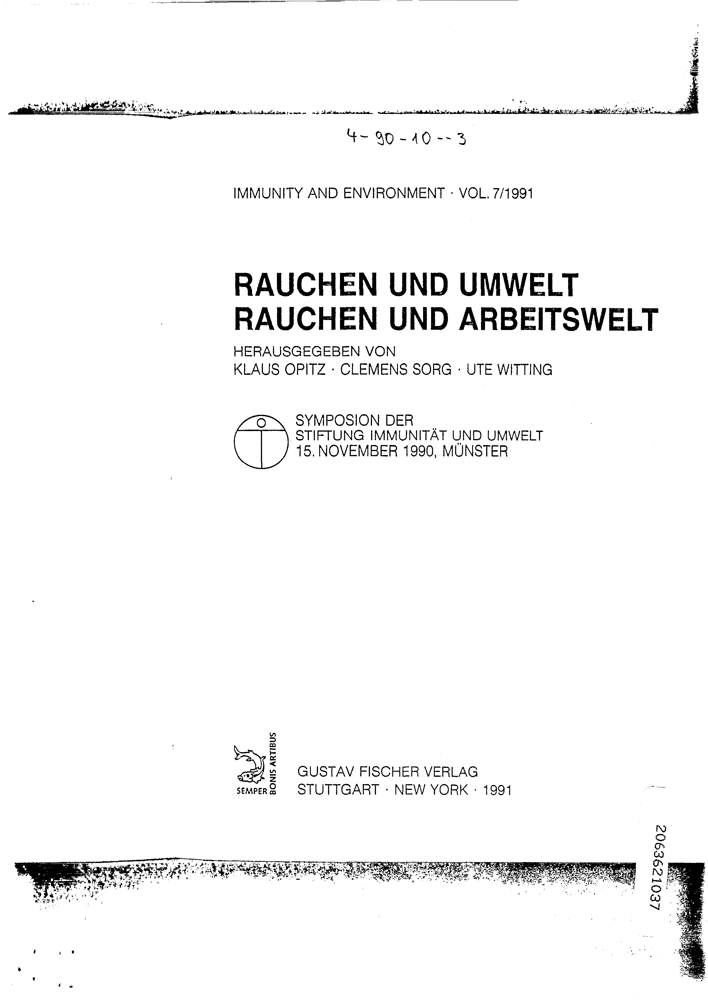 4-90-10--3
IMMUNITY AND ENVIRONMENT · VOL. 7/1991
RAUCHEN UND UMWELT
RAUCHEN UND ARBEITSWELT
HERAUSGEGEBEN VON
KLAUS OPITZ · CLEMENS SORG · UTE WITTING
SYMPOSION DER
STIFTUNG IMMUNITÄT UND UMWELT
15. NOVEMBER 1990, MÜNSTER
SEMPER
BONIS ARTIBUS
GUSTAV FISCHER VERLAG
STUTTGART · NEW YORK · 1991
2063621037